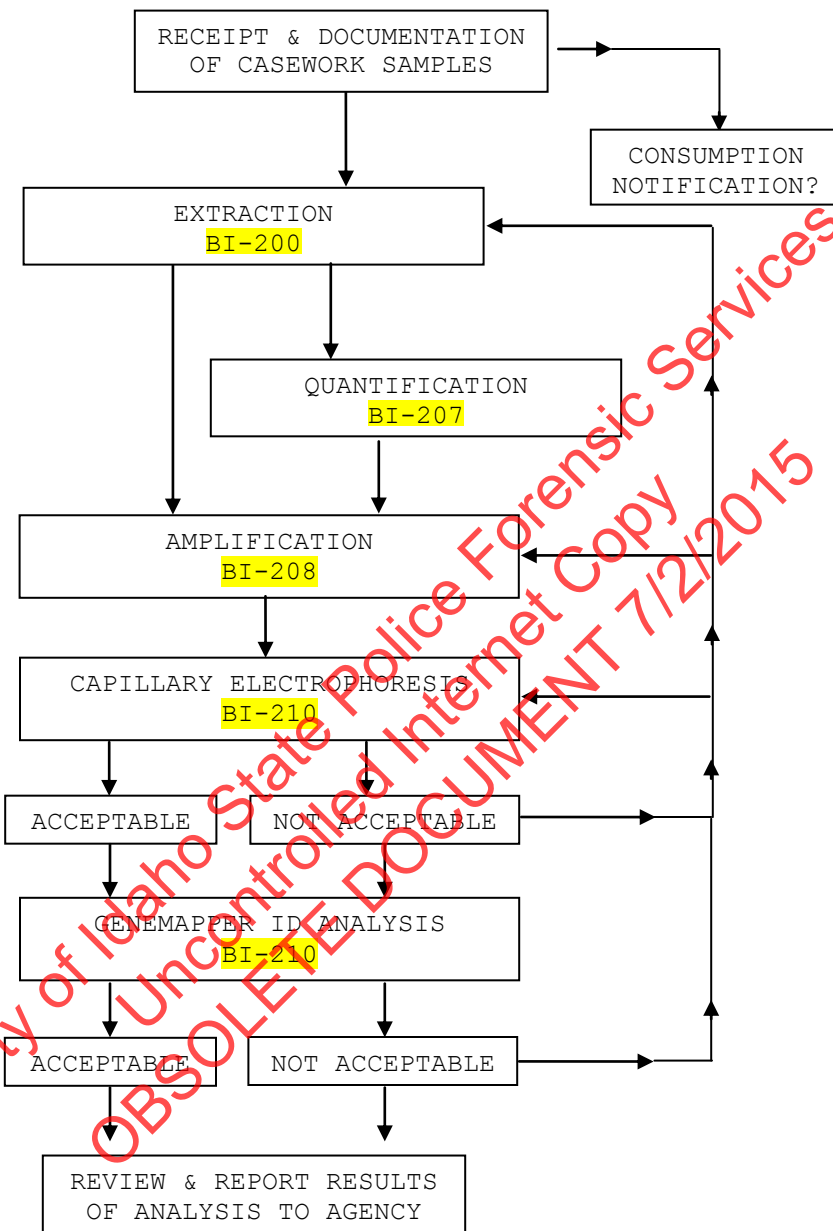 RECEIPT & DOCUMENTATION
OF CASEWORK SAMPLES
CONSUMPTION
NOTIFICATION?
EXTRACTION
BI-200
QUANTIFICATION
BI-207
AMPLIFICATION
BI-208
CAPILLARY ELECTROPHORESIS
BI-210
ACCEPTABLE
NOT ACCEPTABLE
GENEMAPPER ID ANALYSIS
BI-210
ACCEPTABLE
NOT ACCEPTABLE
REVIEW & REPORT RESULTS
OF ANALYSIS TO AGENCY
of Idaho State Police Forensic Services
Uncontrolled Internet Copy
OBSOLETE DOCUMENT 7/2/2015